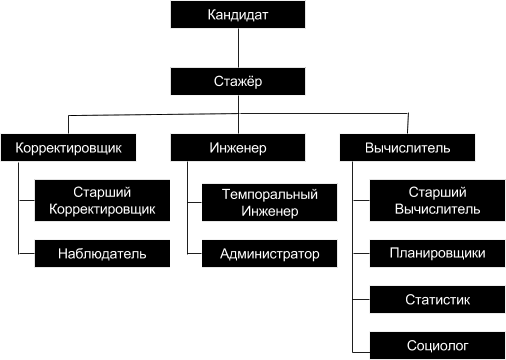 Кандидат
Стажёр
Корректировщик
Инженер
Вычислитель
Старший
Корректировщик
Темпоральный
Инженер
Старший
Вычислитель
Наблюдатель
Администратор
Планировщики
Статистик
Социолог